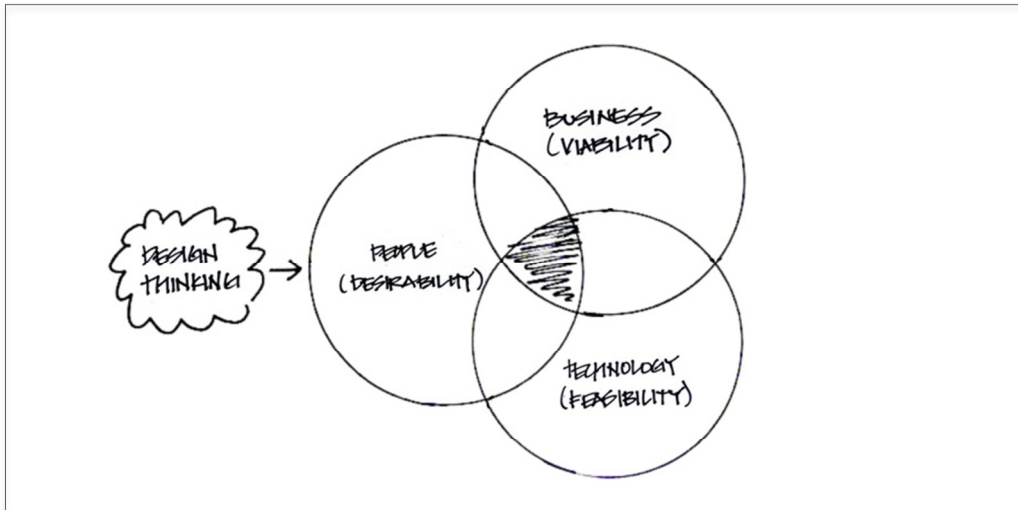 DESIGN
THINKING
PEOPLE
(DESIRABILITY)
BUSINESS
(VIABILITY)
TECHNOLOGY
(FEASIBILITY)